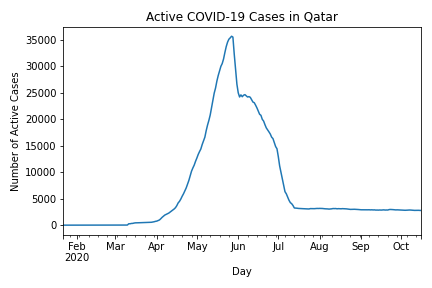 Active COVID-19 Cases in Qatar
35000
30000
25000
20000
15000
10000
5000
0
Number of Active Cases
Feb Mar Apr May Jun Jul Aug Sep Oct
2020
Day